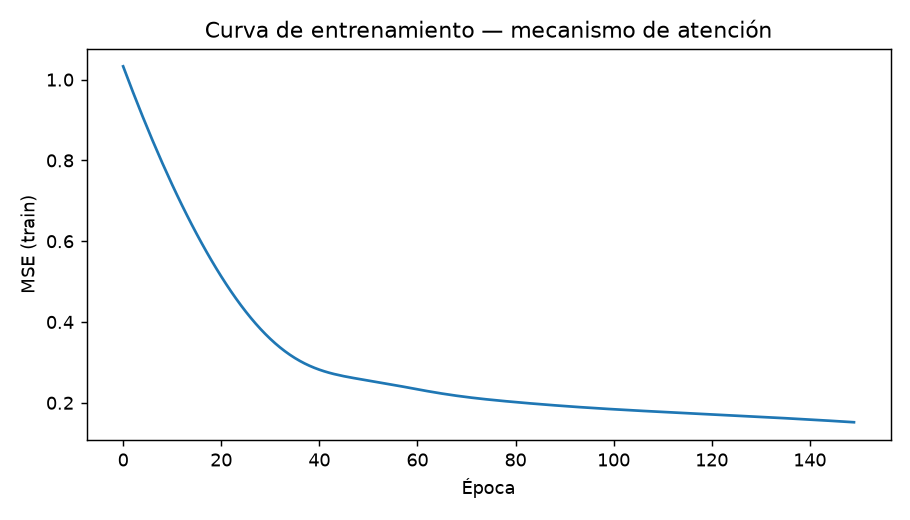 Curva de entrenamiento — mecanismo de atención
1.0
0.8
0.6
0.4
0.2
MSE (train)
0 20 40 60 80 100 120 140
Época